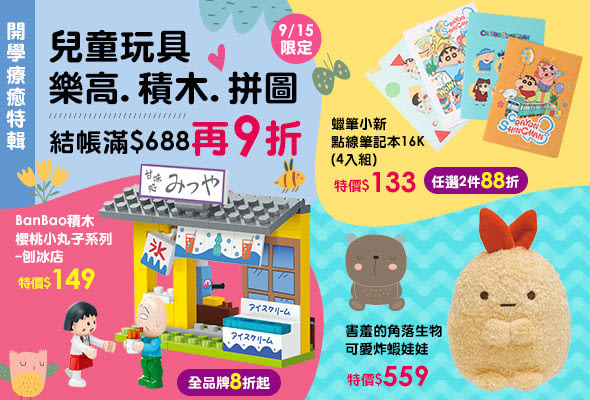 開學療癒特輯
兒童玩具
樂高.積木.拼圖
結帳滿$688再9折
9/15
限定
蠟筆小新
點線筆記本16K
(4入組)
特價$133
任選2件88折
CRAYON
SHINCHAN
BanBao積木
櫻桃小丸子系列
-刨冰店
特價$149
甘味処
みつや
氷
アイスクリーム
アイスクリーム
全品牌8折起
害羞的角落生物
可愛炸蝦娃娃
特價$559